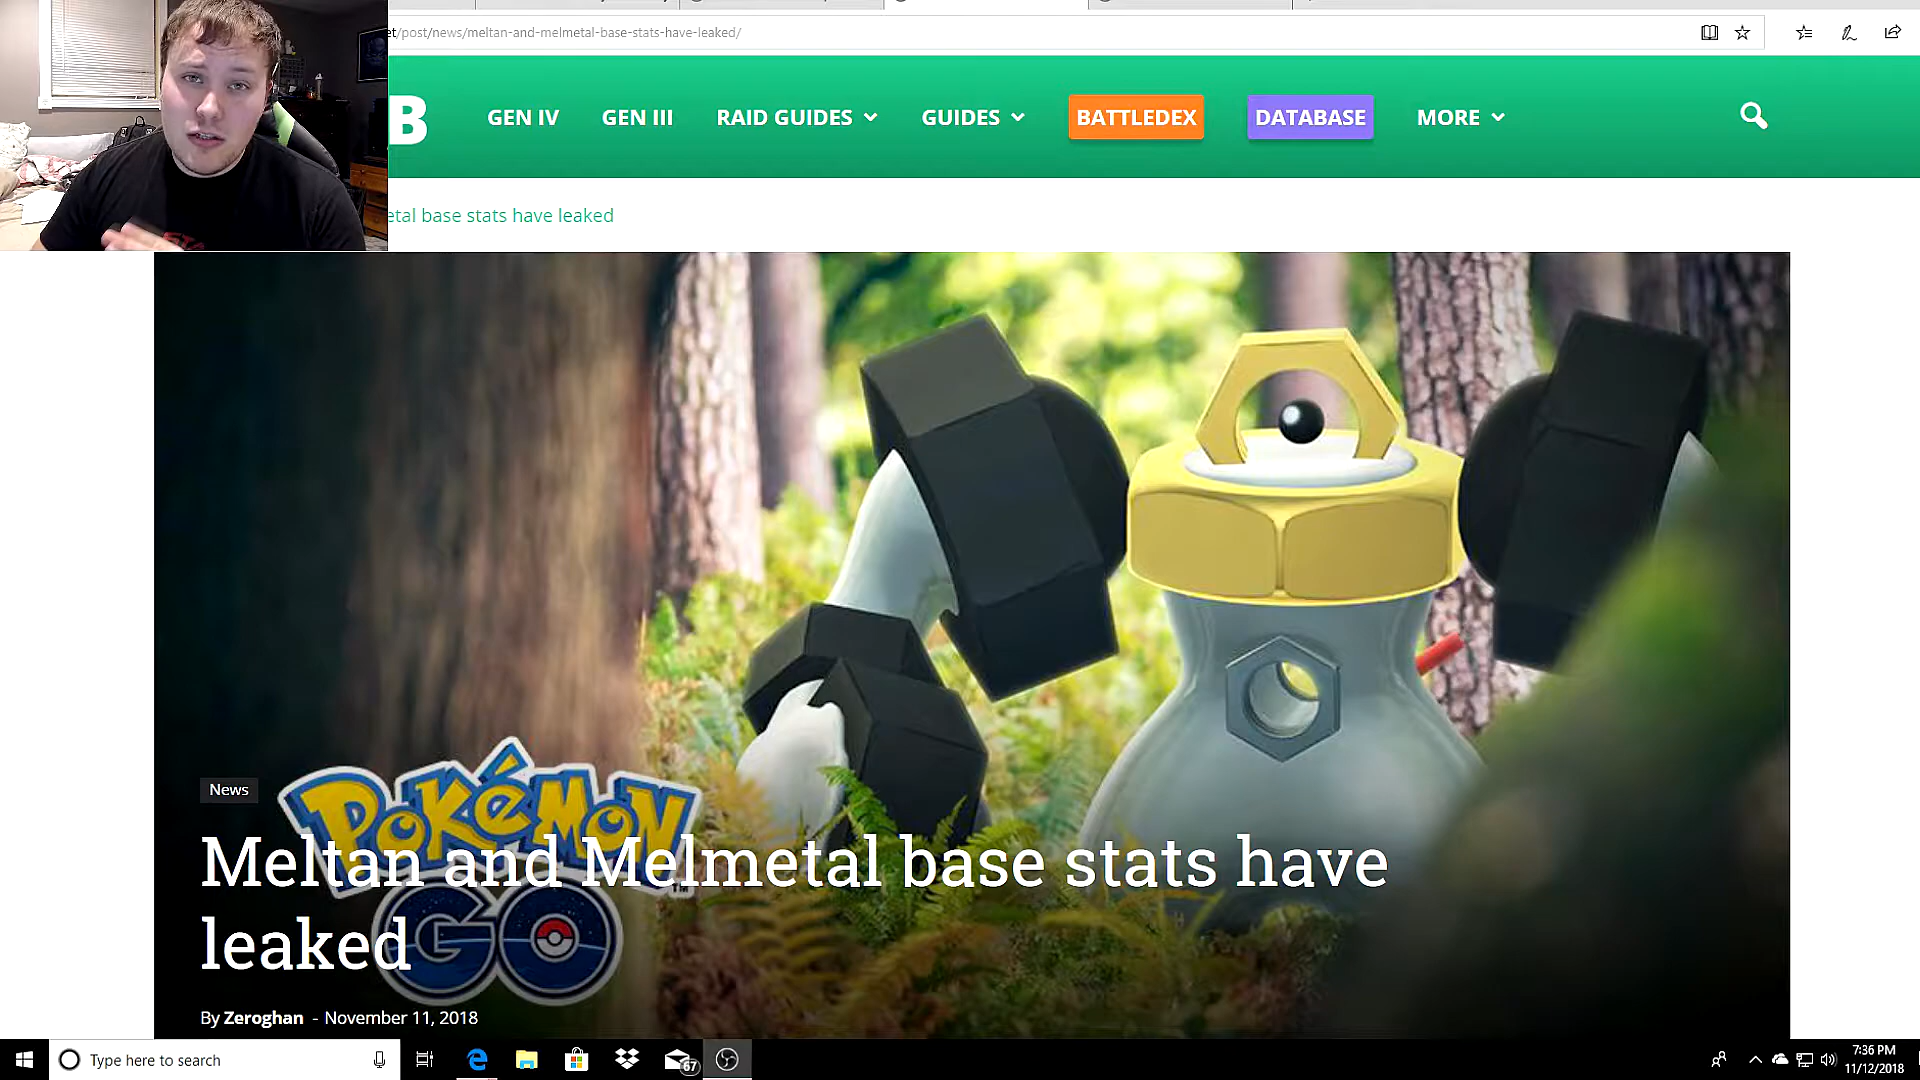 et/post/news/meltan-and-melmetal-base-stats-have-leaked/
B
GEN IV
GEN III
RAID GUIDES
GUIDES
BATTLEDEX
DATABASE
MORE
etal base stats have leaked
POKéMON
GO
News
Meltan and Melmetal base stats have
leaked
By Zeroghan - November 11, 2018
Type here to search
67
7:36 PM
11/12/2018